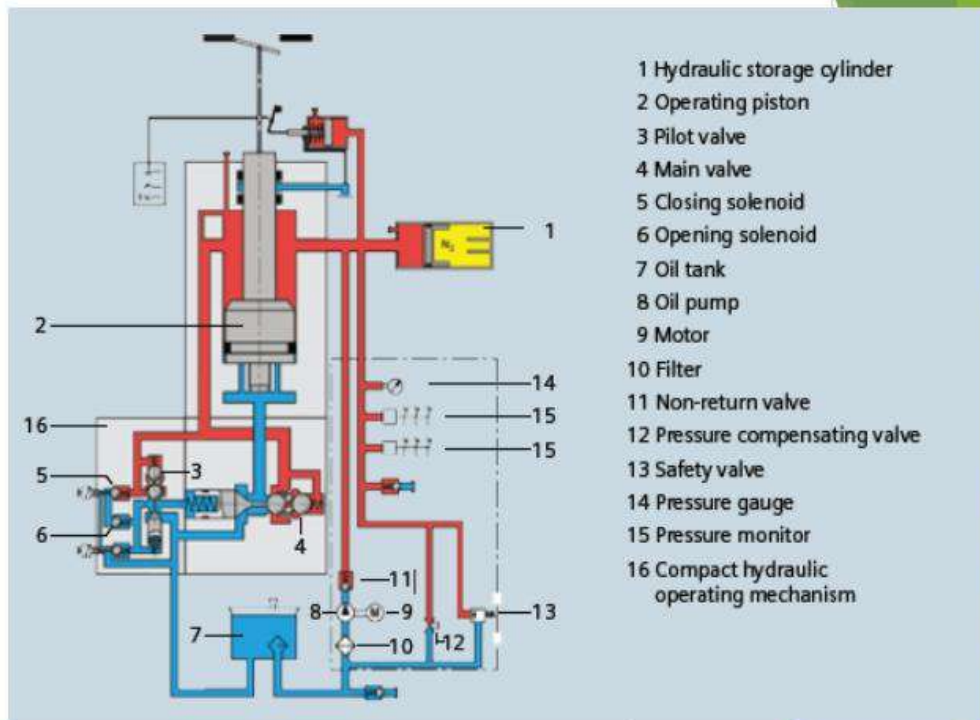 1 Hydraulic storage cylinder
2 Operating piston
3 Pilot valve
4 Main valve
5 Closing solenoid
6 Opening solenoid
7 Oil tank
8 Oil pump
9 Motor
10 Filter
11 Non-return valve
12 Pressure compensating valve
13 Safety valve
14 Pressure gauge
15 Pressure monitor
16 Compact hydraulic
operating mechanism
N₂
1
2
14
15
15
16
3
5
6
4
11
8
M
9
13
7
10
12